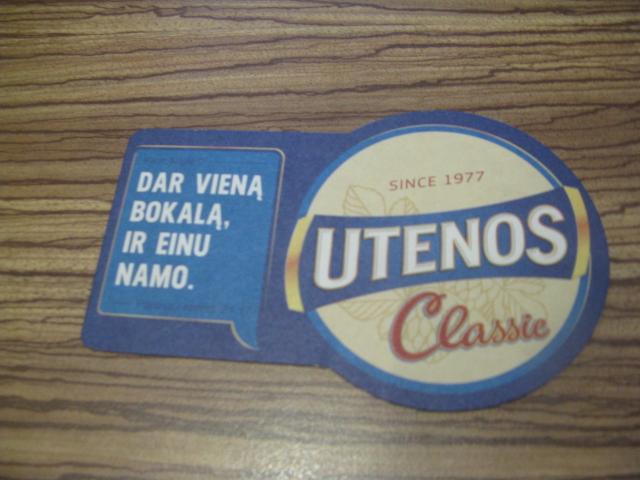 DAR VIENĄ
BOKALĄ,
IR EINU
NAMO.
SINCE 1977
UTENOS
Classic